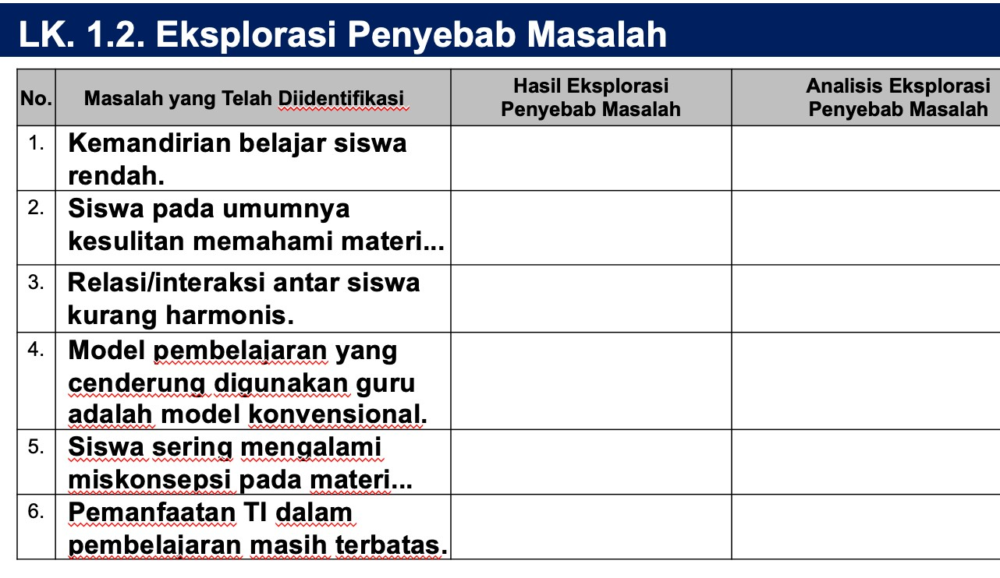 LK. 1.2. Eksplorasi Penyebab Masalah
No.
Masalah yang Telah Diidentifikasi
Hasil Eksplorasi
Penyebab Masalah
Analisis Eksplorasi
Penyebab Masalah
1.
Kemandirian belajar siswa
rendah.
2.
Siswa pada umumnya
kesulitan memahami materi...
3.
Relasi/interaksi antar siswa
kurang harmonis.
4.
Model pembelajaran yang
cenderung digunakan guru
adalah model konvensional.
5.
Siswa sering mengalami
miskonsepsi pada materi...
6.
Pemanfaatan TI dalam
pembelajaran masih terbatas.